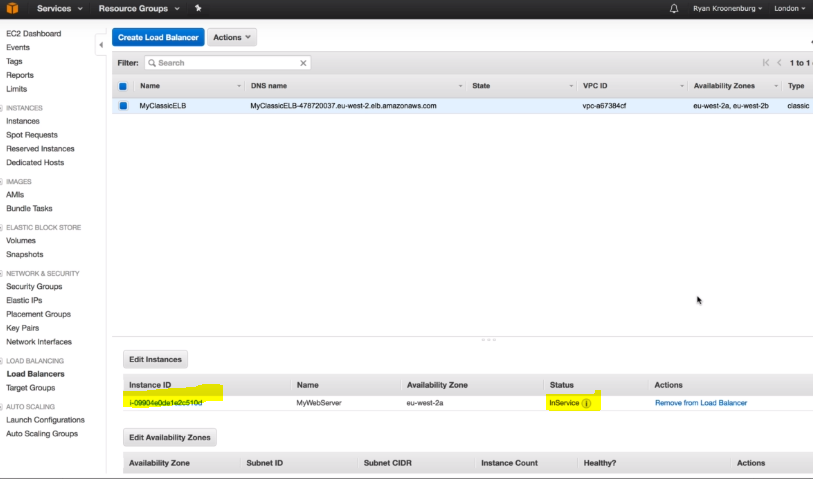 Services Resource Groups Ryan Kroonenburg London
EC2 Dashboard
Events
Tags
Reports
Limits
INSTANCES
Instances
Spot Requests
Reserved Instances
Dedicated Hosts
IMAGES
AMIs
Bundle Tasks
ELASTIC BLOCK STORE
Volumes
Snapshots
NETWORK & SECURITY
Security Groups
Elastic IPs
Placement Groups
Key Pairs
Network Interfaces
LOAD BALANCING
Load Balancers
Target Groups
AUTO SCALING
Launch Configurations
Auto Scaling Groups
Create Load Balancer Actions
Filter: Search 1 to 1
Name DNS name State VPC ID Availability Zones Type
MyClassicELB MyClassicELB-478720037.eu-west-2.elb.amazonaws.com vpc-a67384cf eu-west-2a, eu-west-2b classic
Edit Instances
Instance ID Name Availability Zone Status Actions
i-09904e0de1e2c510d MyWebServer eu-west-2a InService Remove from Load Balancer
Edit Availability Zones
Availability Zone Subnet ID Subnet CIDR Instance Count Healthy? Actions